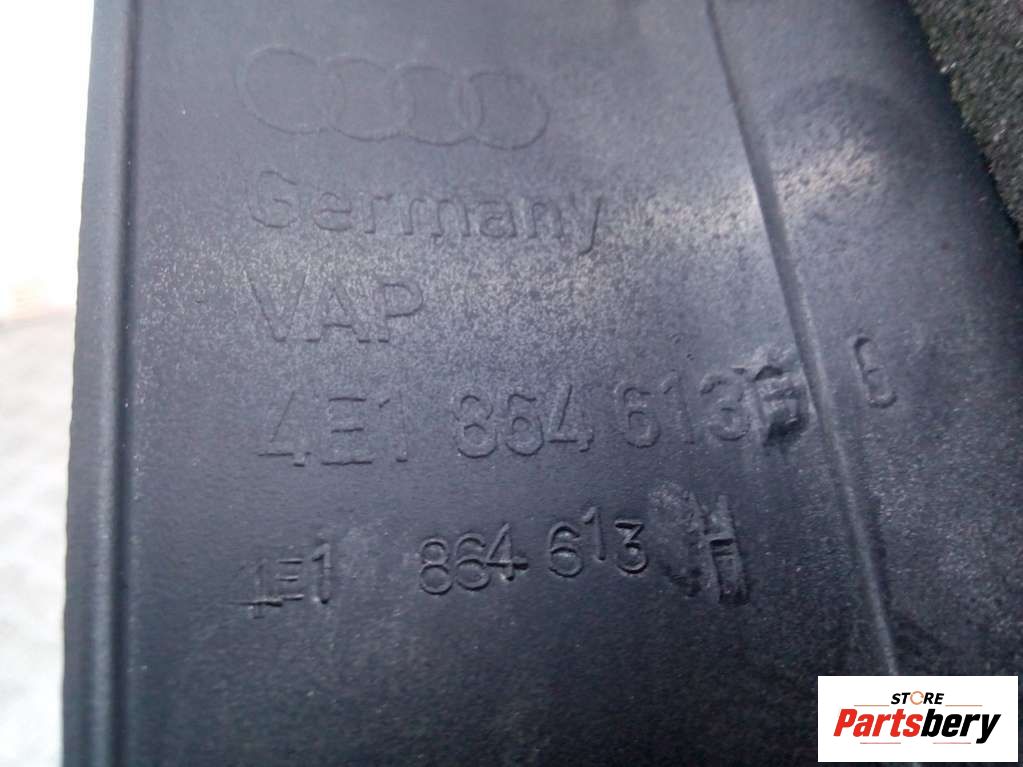 Germany
VAP
4E1 864 613
4E1 864 613
STORE
Partsbery